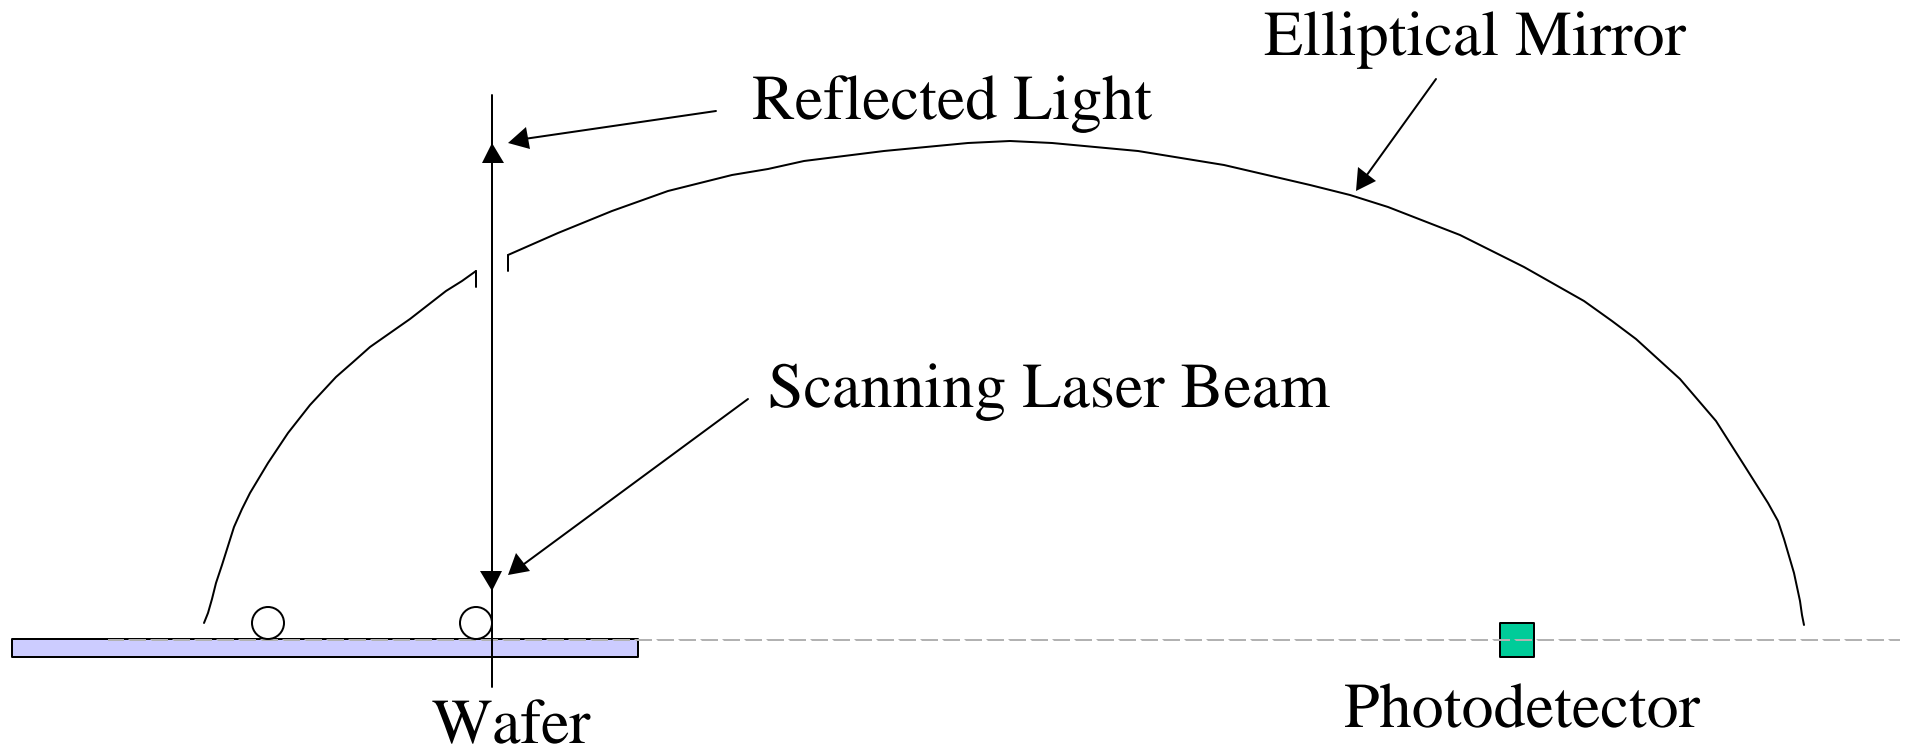 Elliptical Mirror
Reflected Light
Scanning Laser Beam
Wafer
Photodetector